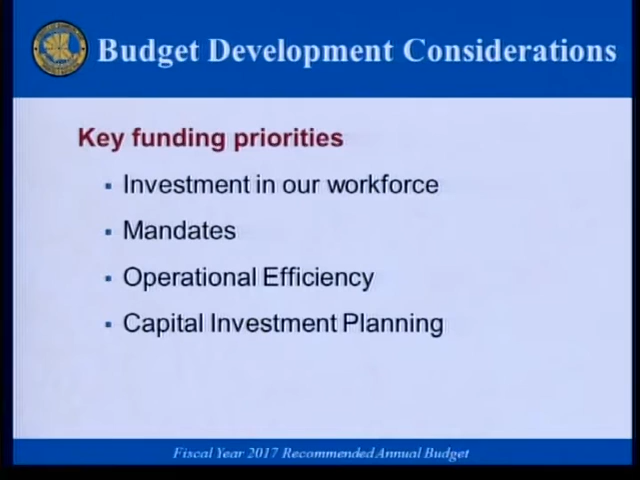 Budget Development Considerations
Key funding priorities
Investment in our workforce
Mandates
Operational Efficiency
Capital Investment Planning
Fiscal Year 2017 Recommended Annual Budget